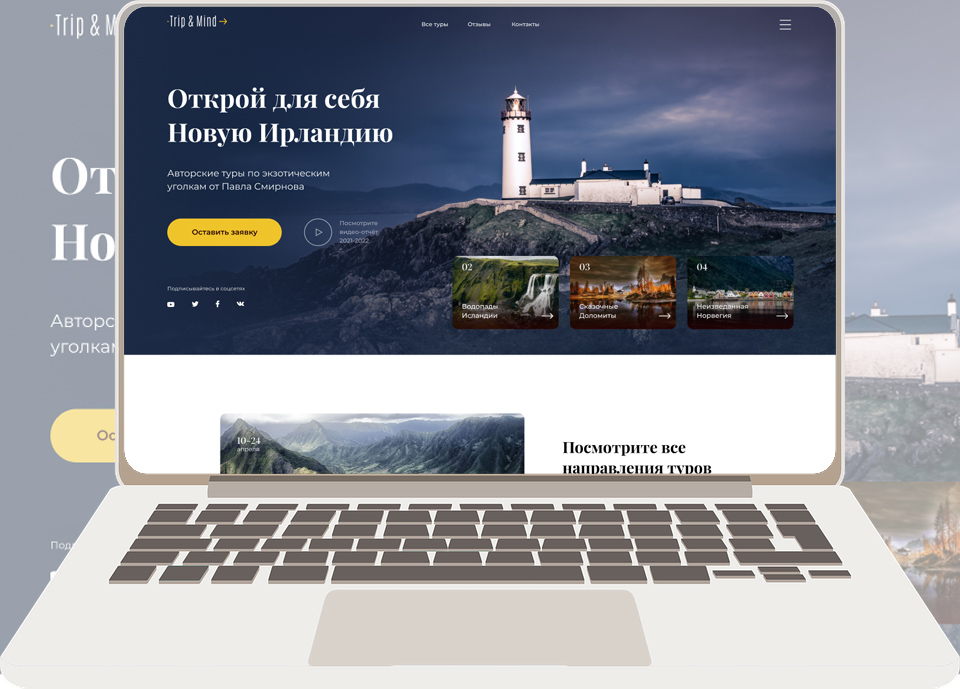 Trip & M
От
Но
Авторс
уголка
Ос
Под
Trip & Mind
Все туры
Отзывы
Контакты
Открой для себя
Новую Ирландию
Авторские туры по экзотическим
уголкам от Павла Смирнова
Оставить заявку
Посмотрите
видео-отчёт
2021-2022
Подписывайтесь в соцсетях
02
Водопады
Исландии
03
Сказочные
Доломиты
04
Неизведанная
Норвегия
10-24
апреля
Посмотрите все
направления туров